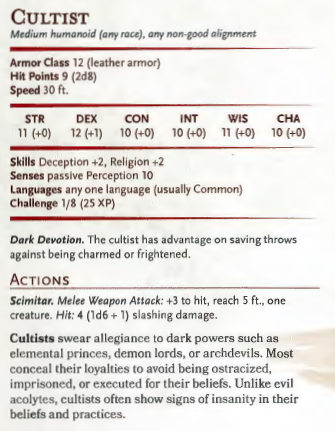 CULTIST
Medium humanoid (any race), any non-good alignment
Armor Class 12 (leather armor)
Hit Points 9 (2d8)
Speed 30 ft.
STR DEX CON INT WIS CHA
11 (+0) 12 (+1) 10 (+0) 10 (+0) 11 (+0) 10 (+0)
Skills Deception +2, Religion +2
Senses passive Perception 10
Languages any one language (usually Common)
Challenge 1/8 (25 XP)
Dark Devotion. The cultist has advantage on saving throws
against being charmed or frightened.
ACTIONS
Scimitar. Melee Weapon Attack: +3 to hit, reach 5 ft., one
creature. Hit: 4 (1d6 + 1) slashing damage.
Cultists swear allegiance to dark powers such as
elemental princes, demon lords, or archdevils. Most
conceal their loyalties to avoid being ostracized,
imprisoned, or executed for their beliefs. Unlike evil
acolytes, cultists often show signs of insanity in their
beliefs and practices.